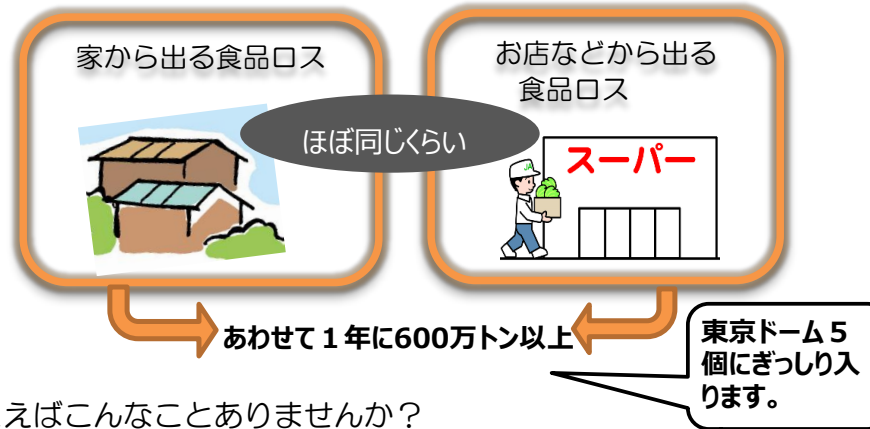 家から出る食品ロス
お店などから出る
食品ロス
ほぼ同じくらい
スーパー
JA
あわせて１年に600万トン以上
東京ドーム５
個にぎっしり入
ります。
えばこんなことありませんか？